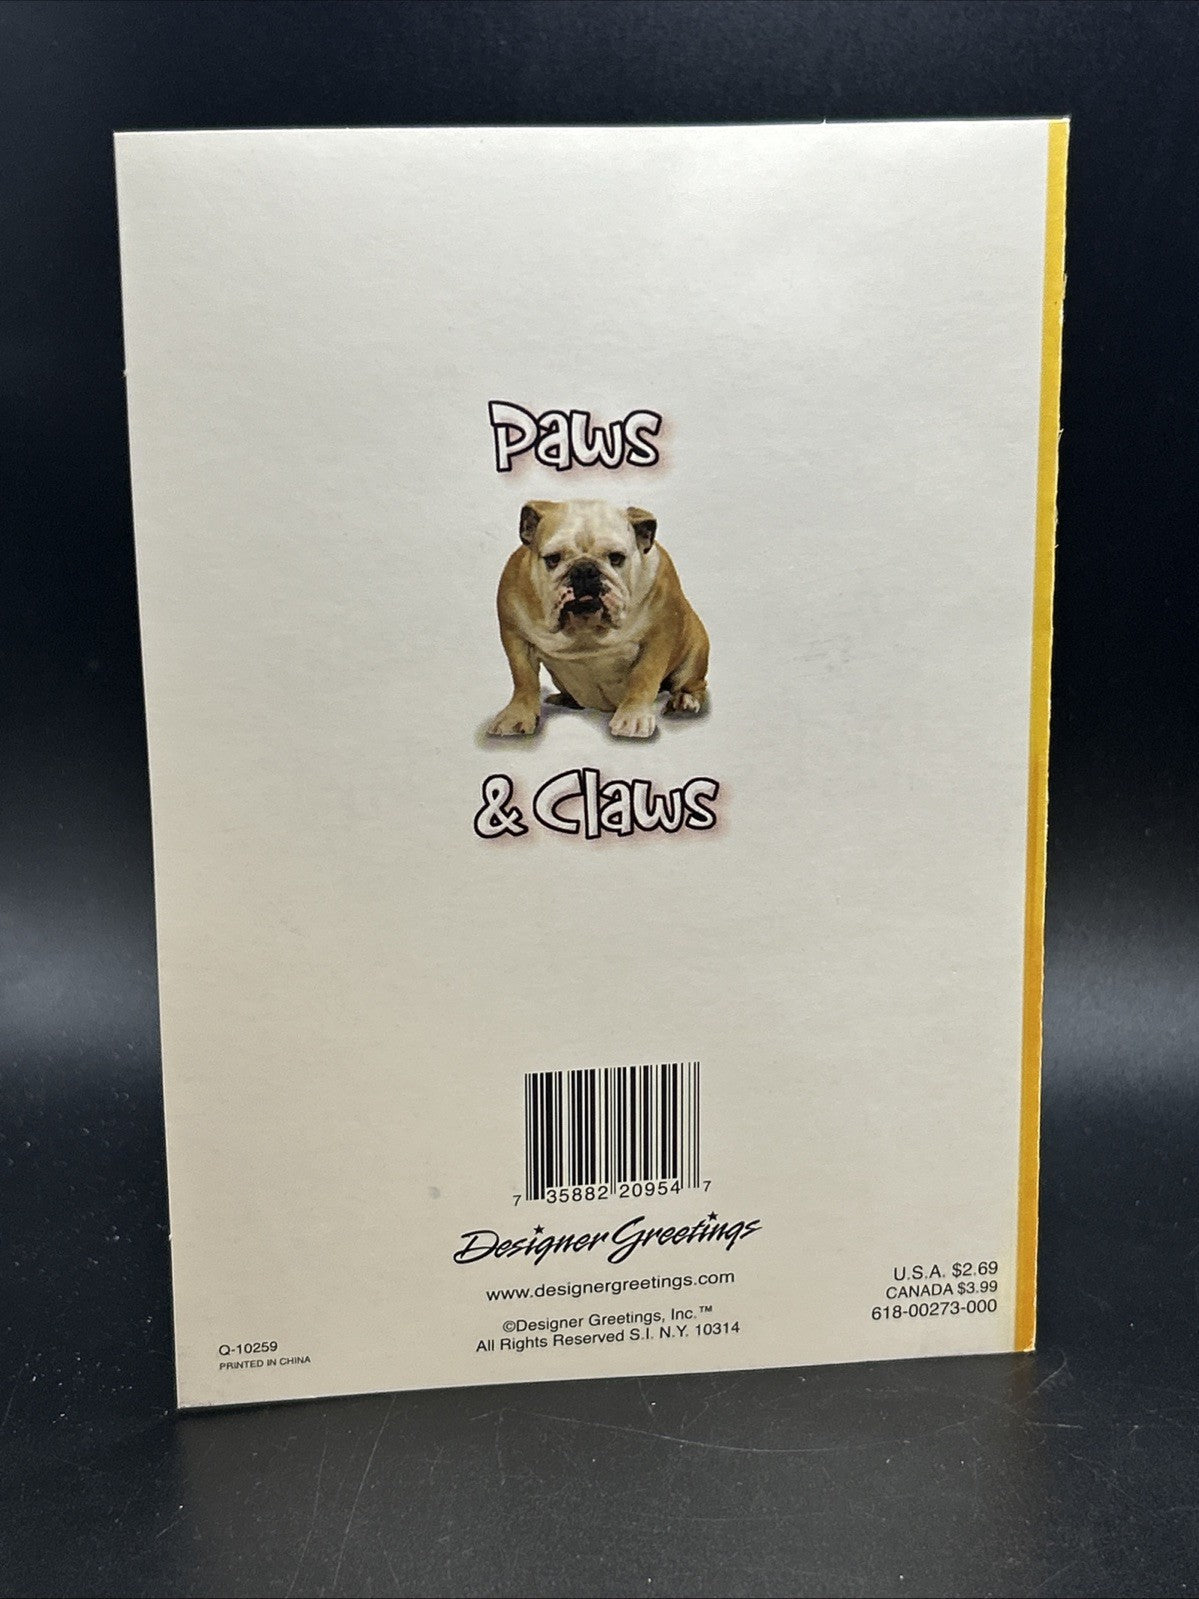 Paws
& Claws
7 35882 20954 7
Designer Greetings
www.designergreetings.com
©Designer Greetings, Inc.™
All Rights Reserved S.I. N.Y. 10314
U.S.A. $2.69
CANADA $3.99
618-00273-000
Q-10259
PRINTED IN CHINA